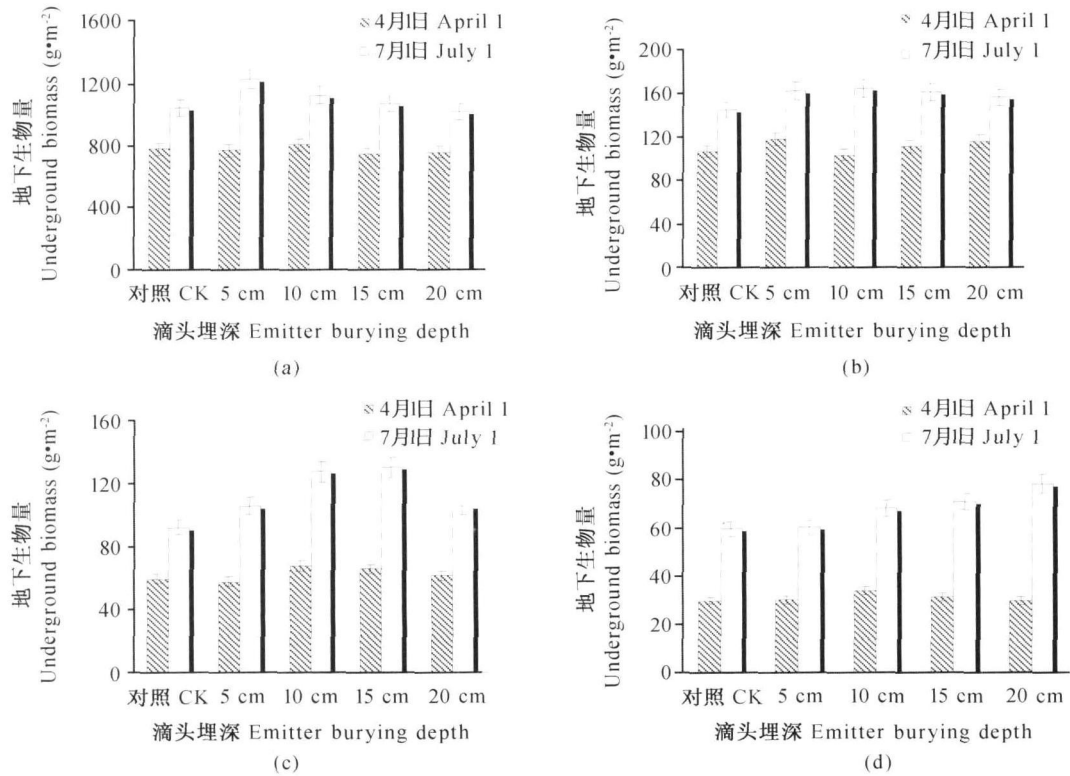 4月1日 April 1
7月1日 July 1
1600
1200
800
400
0
地下生物量
Underground biomass (g•m-2)
对照 CK 5 cm 10 cm 15 cm 20 cm
滴头埋深 Emitter burying depth
(a)
4月1日 April 1
7月1日 July 1
200
160
120
80
40
0
地下生物量
Underground biomass (g•m-2)
对照 CK 5 cm 10 cm 15 cm 20 cm
滴头埋深 Emitter burying depth
(b)
4月1日 April 1
7月1日 July 1
160
120
80
40
0
地下生物量
Underground biomass (g•m-2)
对照 CK 5 cm 10 cm 15 cm 20 cm
滴头埋深 Emitter burying depth
(c)
4月1日 April 1
7月1日 July 1
100
80
60
40
20
0
地下生物量
Underground biomass (g•m-2)
对照 CK 5 cm 10 cm 15 cm 20 cm
滴头埋深 Emitter burying depth
(d)